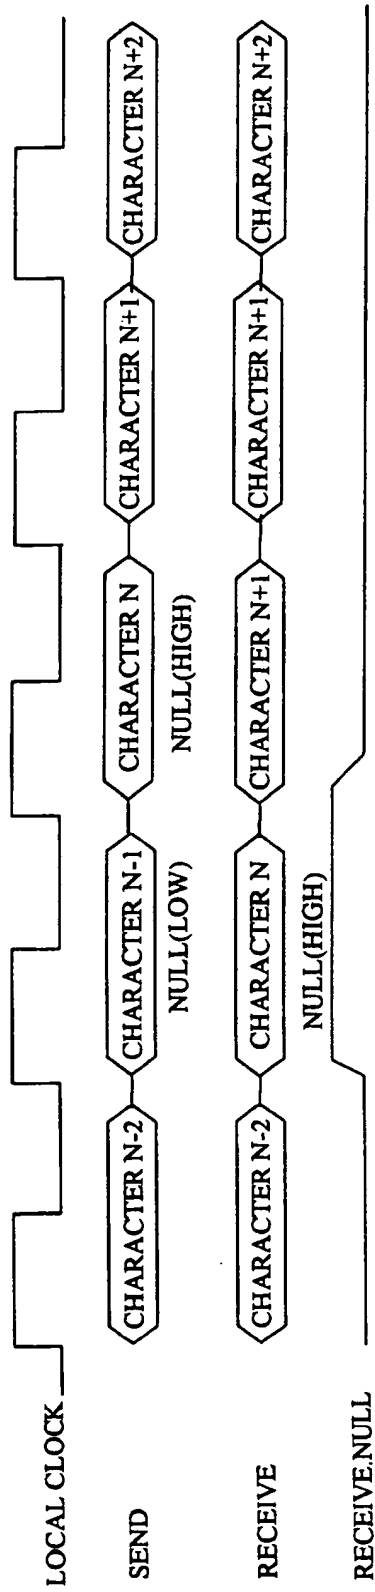 LOCAL CLOCK
SEND
CHARACTER N-2
CHARACTER N-1
CHARACTER N
CHARACTER N+1
CHARACTER N+2
NULL(LOW)
NULL(HIGH)
RECEIVE
CHARACTER N-2
CHARACTER N
CHARACTER N+1
CHARACTER N+1
CHARACTER N+2
NULL(HIGH)
RECEIVE.NULL